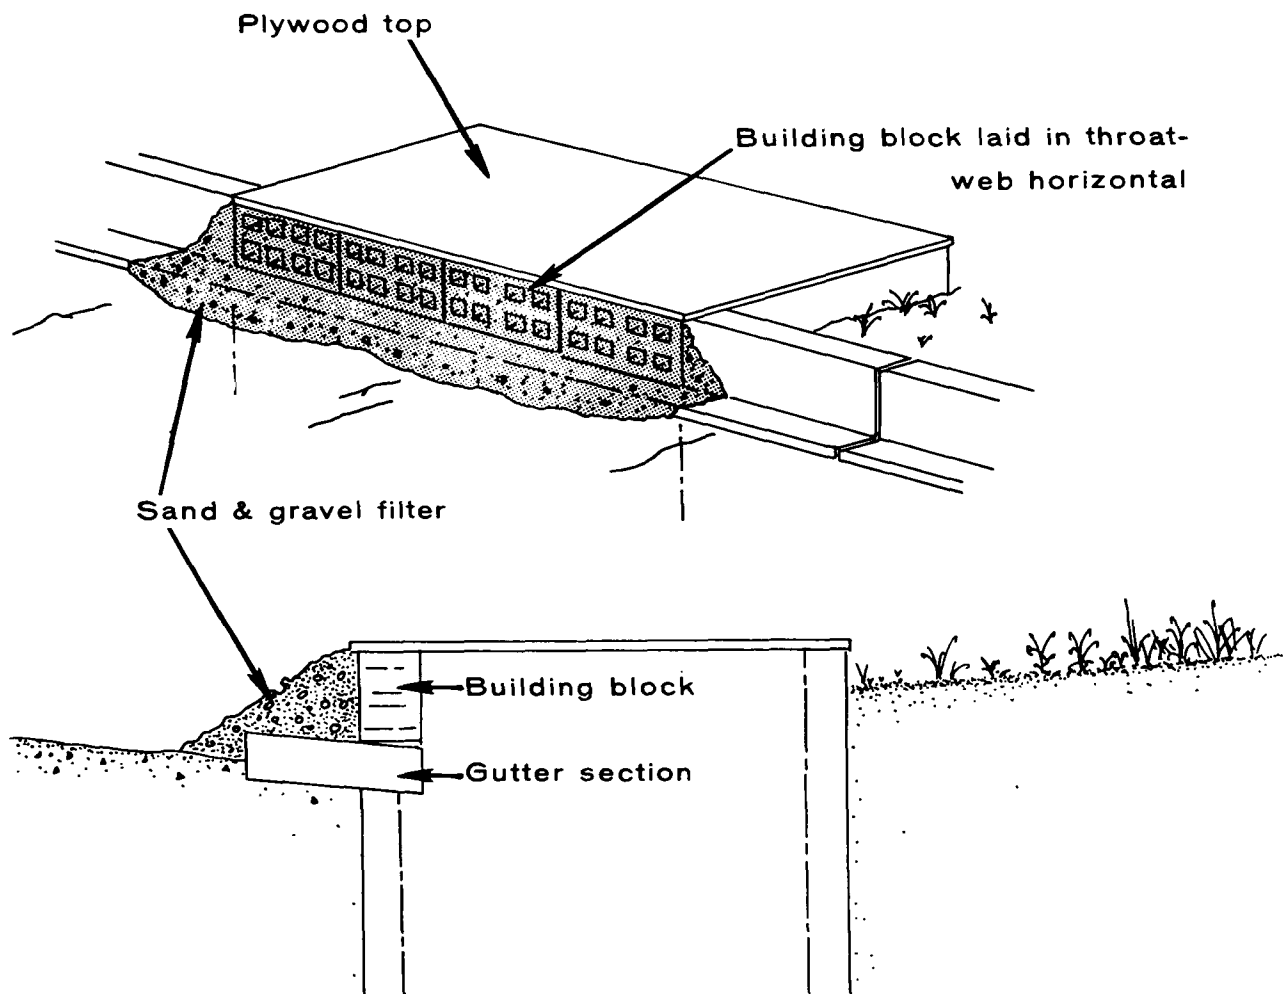 Plywood top
Building block laid in throat-
web horizontal
Sand & gravel filter
Building block
Gutter section